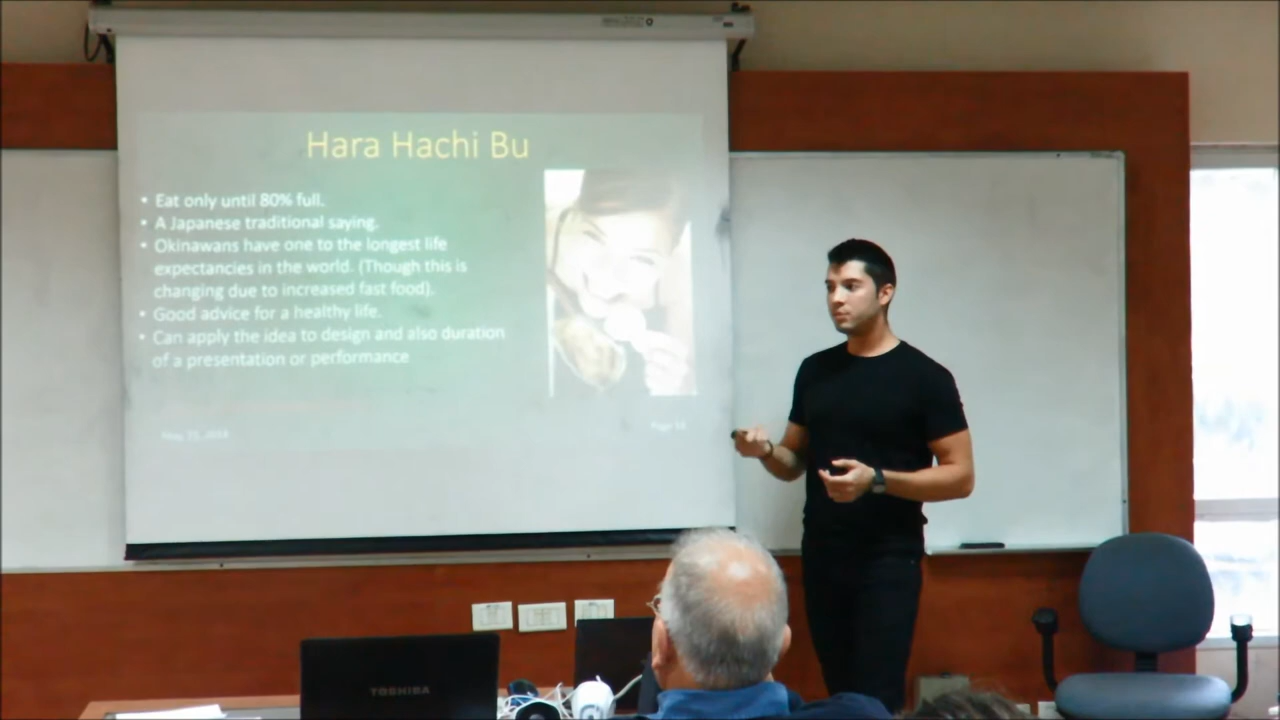 Hara Hachi Bu
• Eat only until 80% full.
• A Japanese traditional saying.
• Okinawans have one to the longest life
expectancies in the world. (Though this is
changing due to increased fast food).
• Good advice for a healthy life.
• Can apply the idea to design and also duration
of a presentation or performance
Page
TOSHIBA